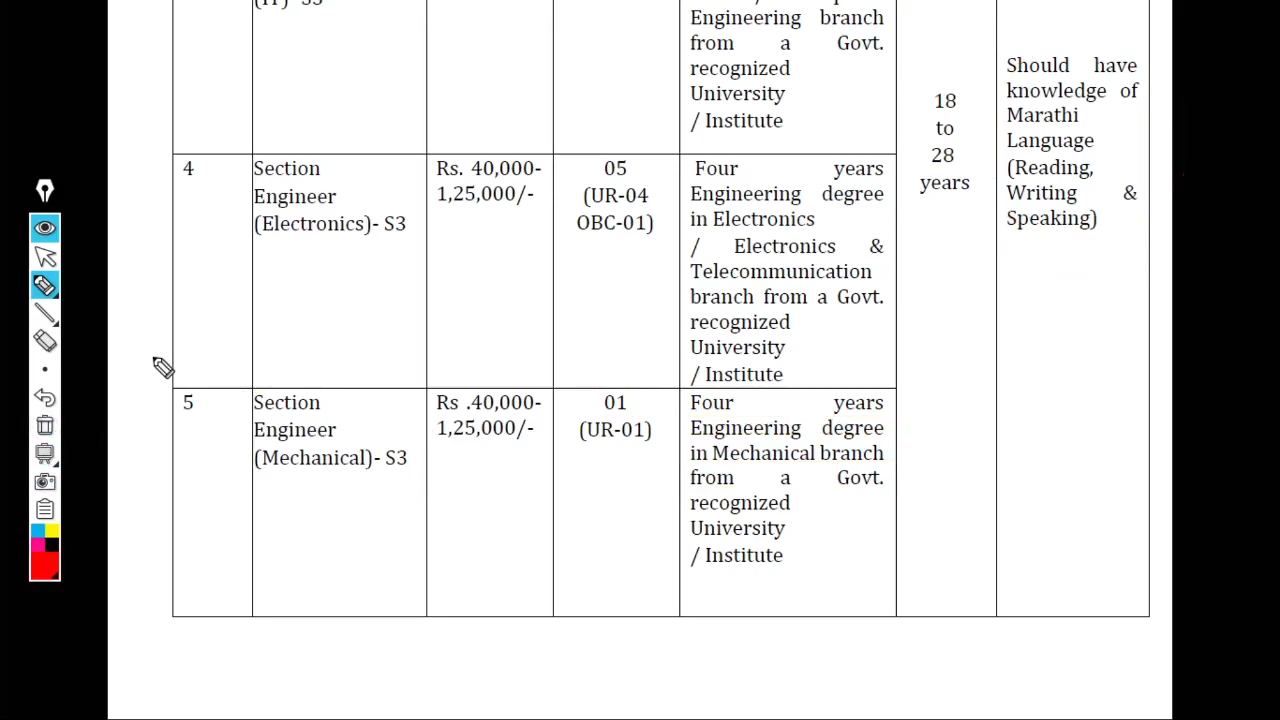 Engineering branch
from a Govt.
recognized
University
/ Institute
18
to
28
years
Should have
knowledge of
Marathi
Language
(Reading,
Writing &
Speaking)
4
Section
Engineer
(Electronics)- S3
Rs. 40,000-
1,25,000/-
05
(UR-04
OBC-01)
Four years
Engineering degree
in Electronics
/ Electronics &
Telecommunication
branch from a Govt.
recognized
University
/ Institute
5
Section
Engineer
(Mechanical)- S3
Rs .40,000-
1,25,000/-
01
(UR-01)
Four years
Engineering degree
in Mechanical branch
from a Govt.
recognized
University
/ Institute